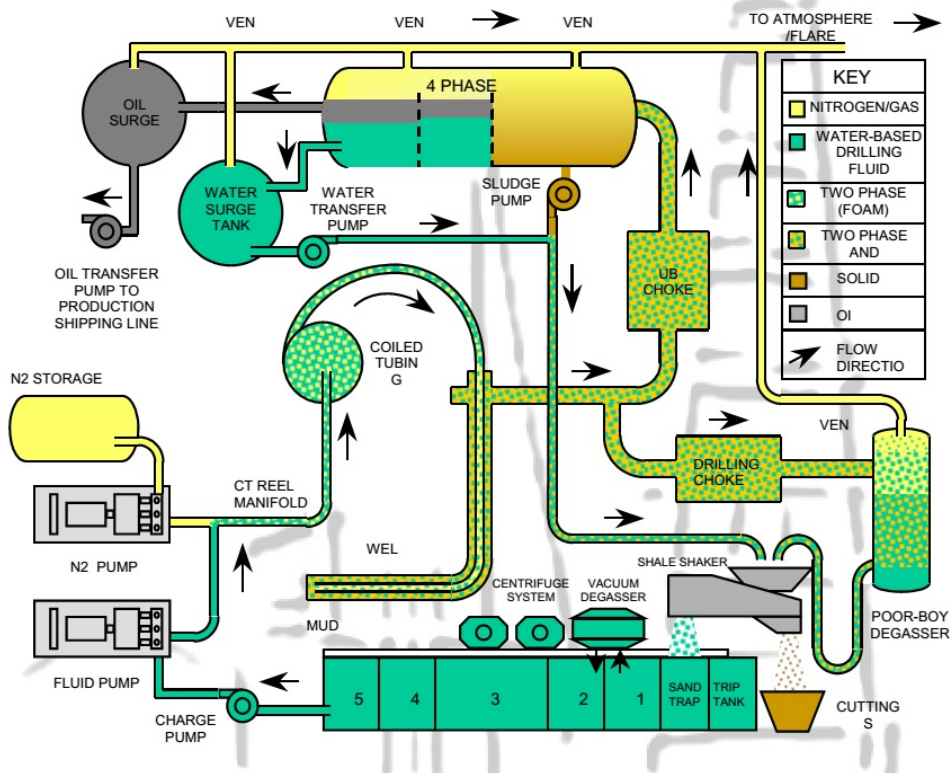 VEN
VEN
VEN
TO ATMOSPHERE
/FLARE
KEY
NITROGEN/GAS
WATER-BASED
DRILLING
FLUID
TWO PHASE
(FOAM)
TWO PHASE
AND
SOLID
OI
FLOW
DIRECTIO
4 PHASE
OIL
SURGE
WATER
SURGE
TANK
WATER
TRANSFER
PUMP
SLUDGE
PUMP
OIL TRANSFER
PUMP TO
PRODUCTION
SHIPPING LINE
UB
CHOKE
COILED
TUBIN
G
N2 STORAGE
VEN
DRILLING
CHOKE
CT REEL
MANIFOLD
N2 PUMP
WEL
SHALE SHAKER
CENTRIFUGE
SYSTEM
VACUUM
DEGASSER
POOR-BOY
DEGASSER
MUD
FLUID PUMP
5
4
3
2
1
SAND
TRAP
TRIP
TANK
CUTTING
S
CHARGE
PUMP